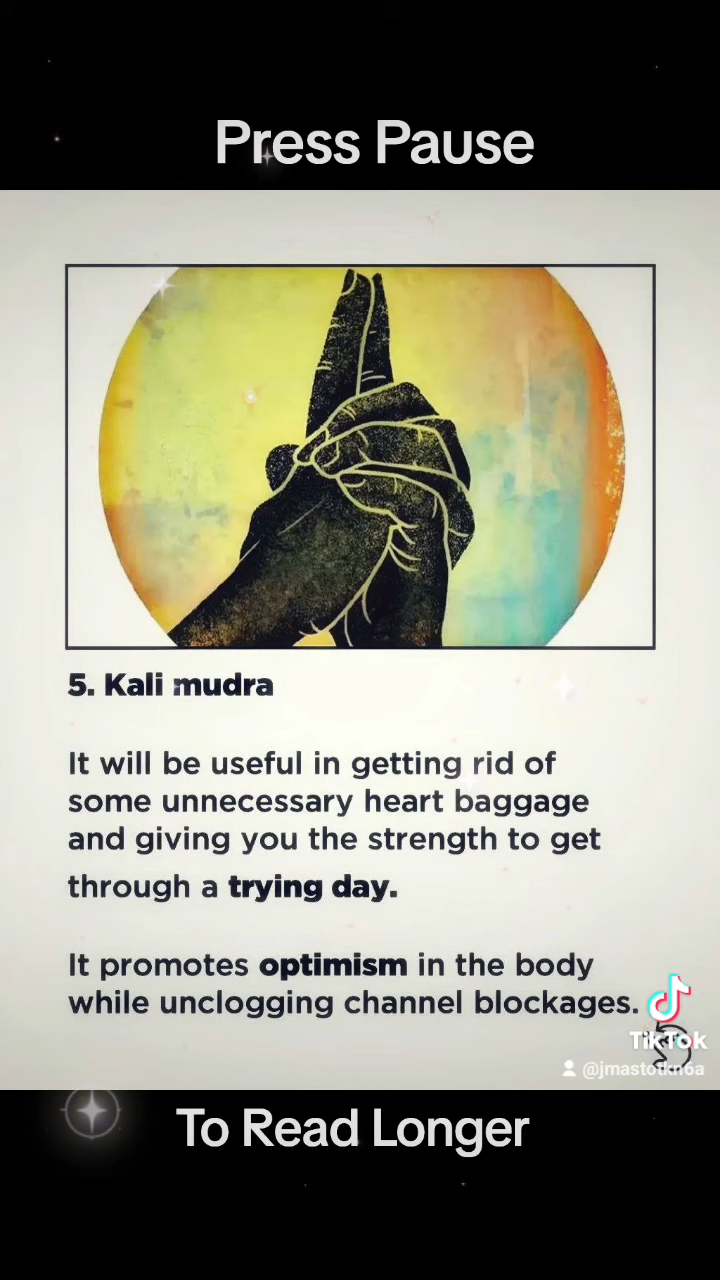 Press Pause
5. Kali mudra
It will be useful in getting rid of
some unnecessary heart baggage
and giving you the strength to get
through a trying day.
It promotes optimism in the body
while unclogging channel blockages.
TikTok
@jmastotkn6a
To Read Longer